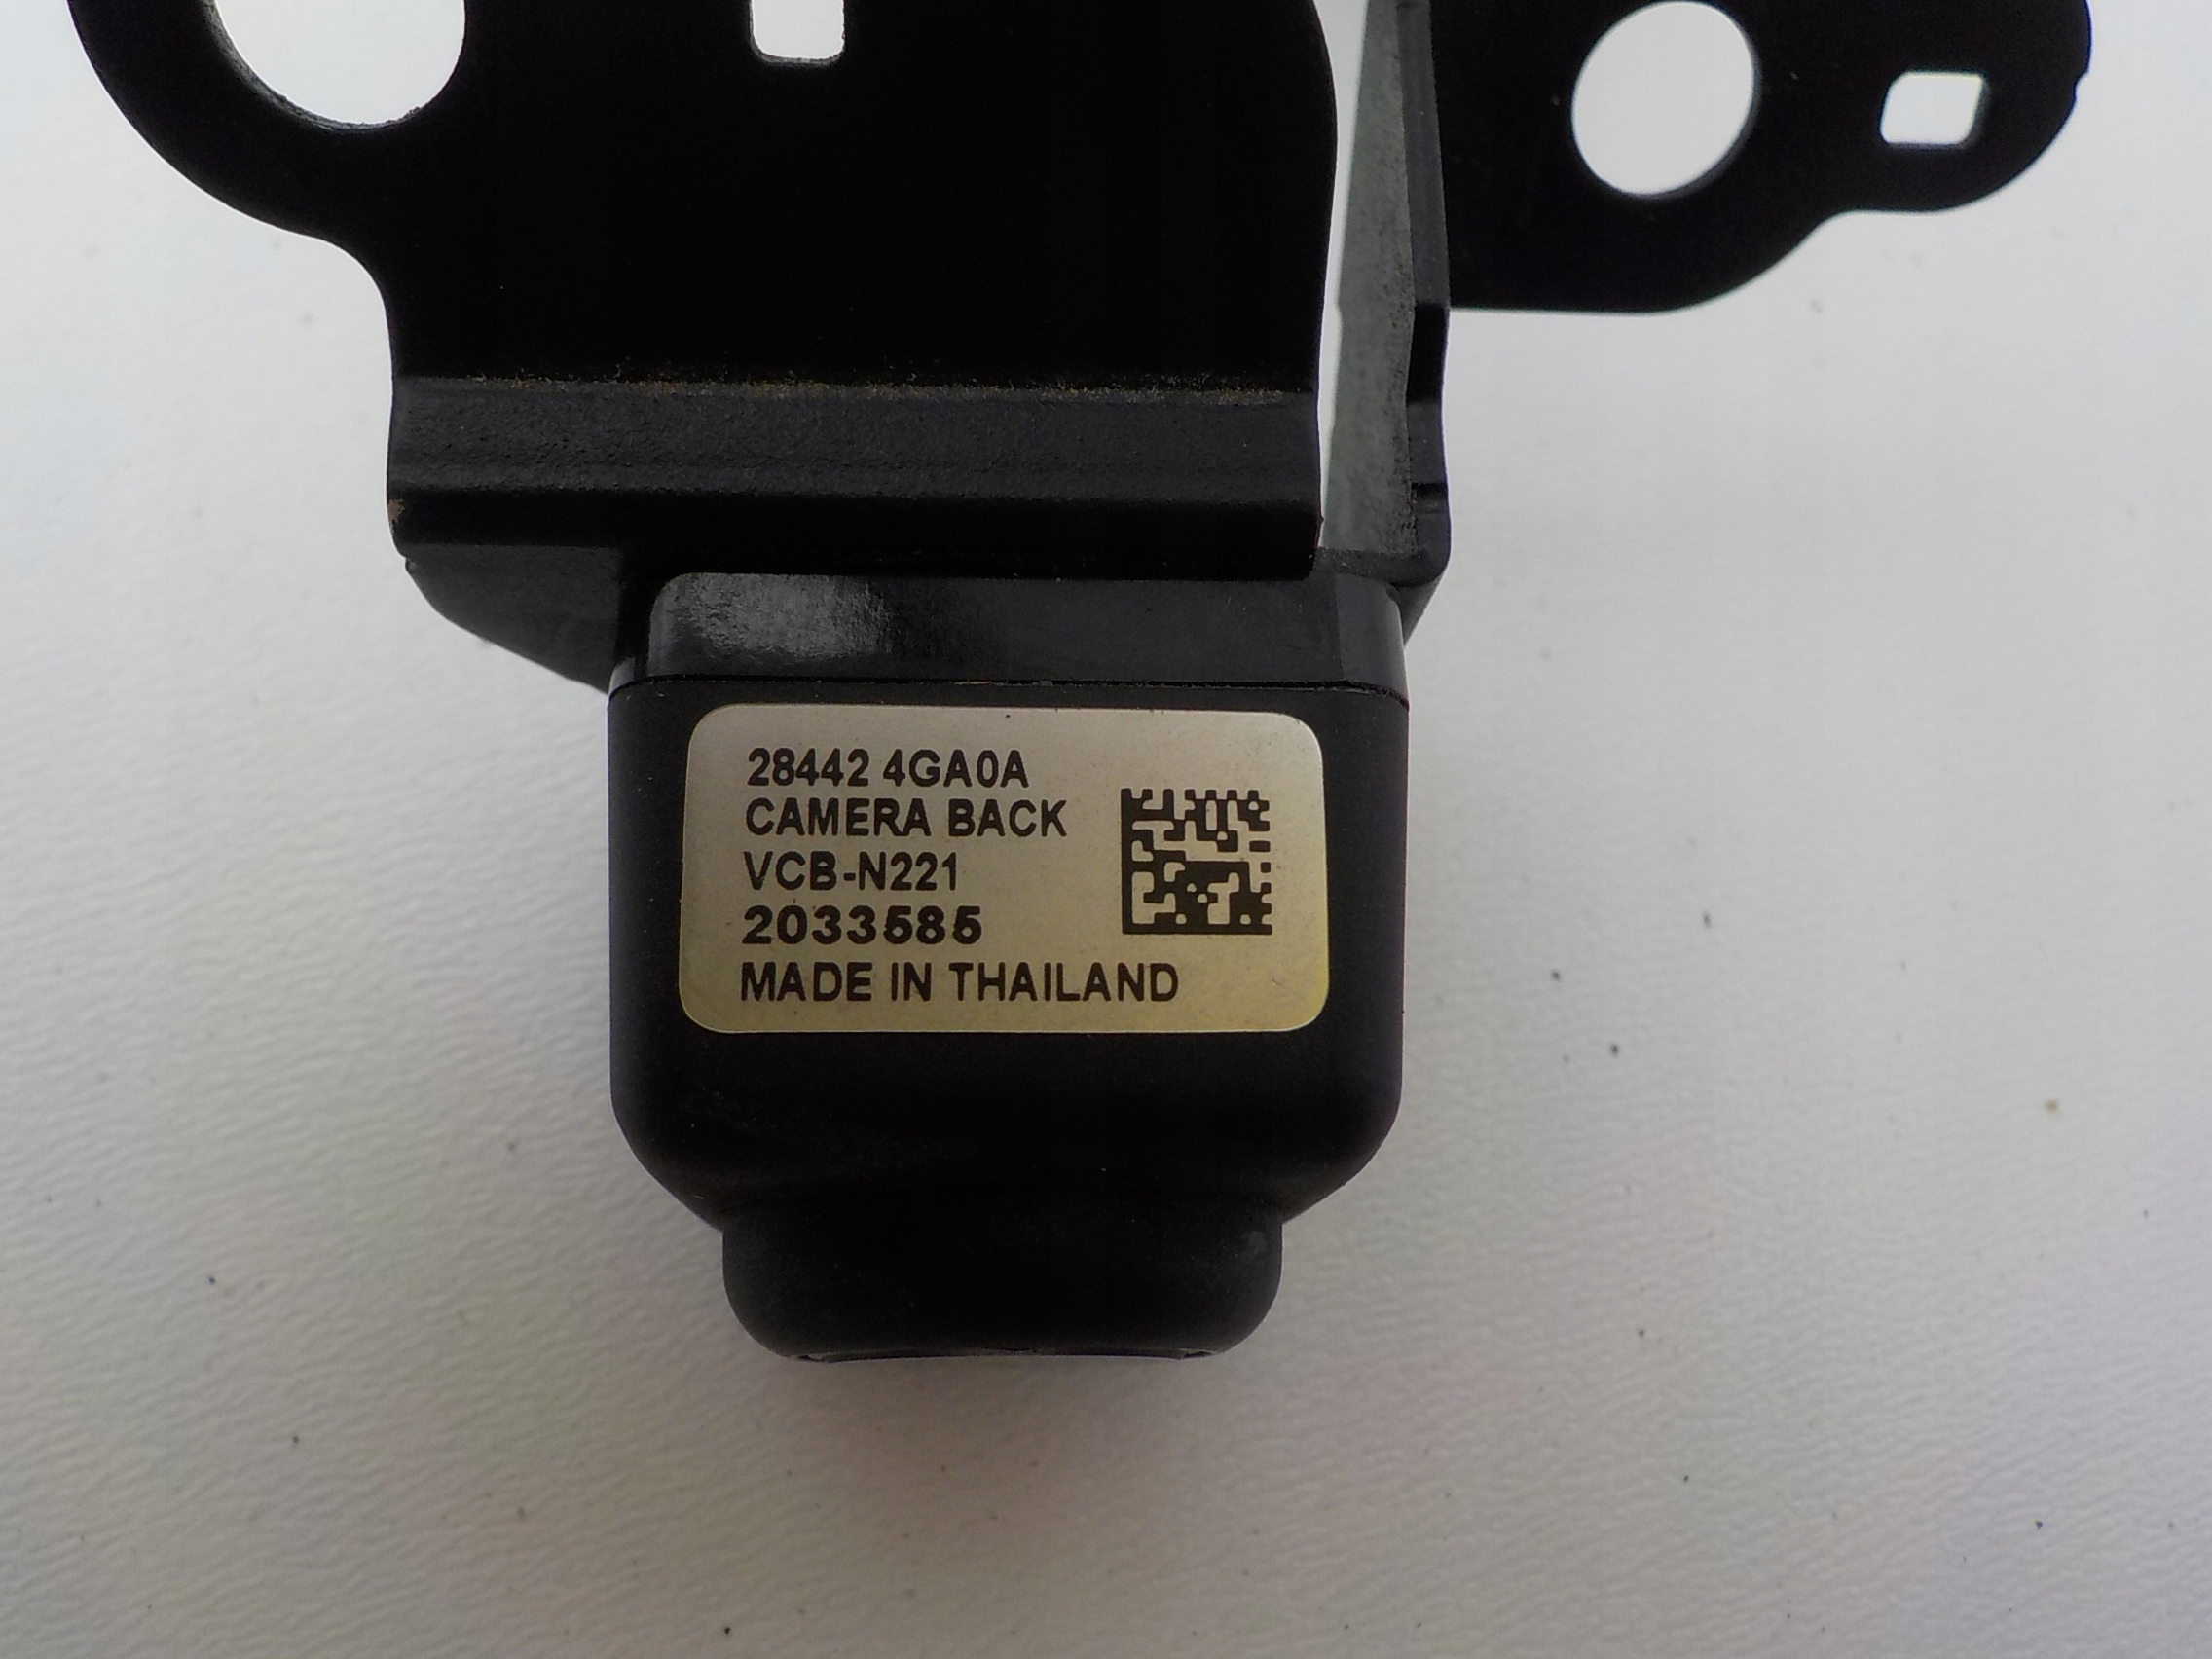 28442 4GA0A
CAMERA BACK
VCB-N221
2033585
MADE IN THAILAND